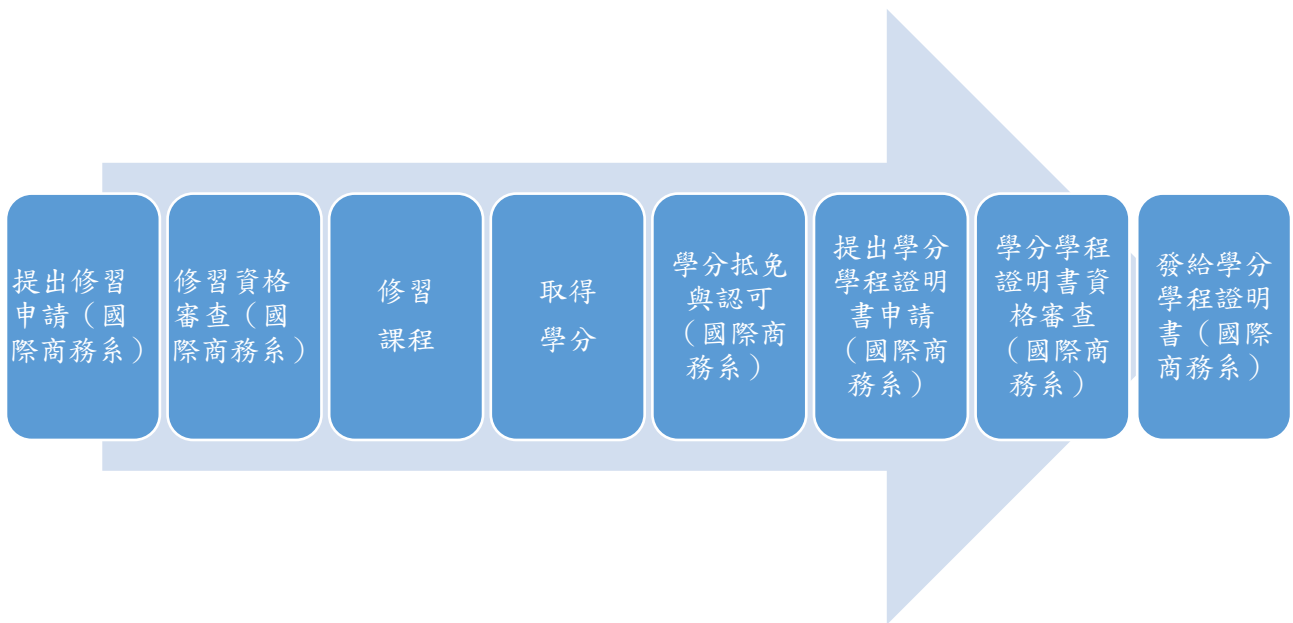 提出修習
申請（國
際商務系）
修習資格
審查（國
際商務系）
修習
課程
取得
學分
學分抵免
與認可
（國際商
務系）
提出學分
學程證明
書申請
（國際商
務系）
學分學程
證明書資
格審查
（國際商
務系）
發給學分
學程證明
書（國際
商務系）